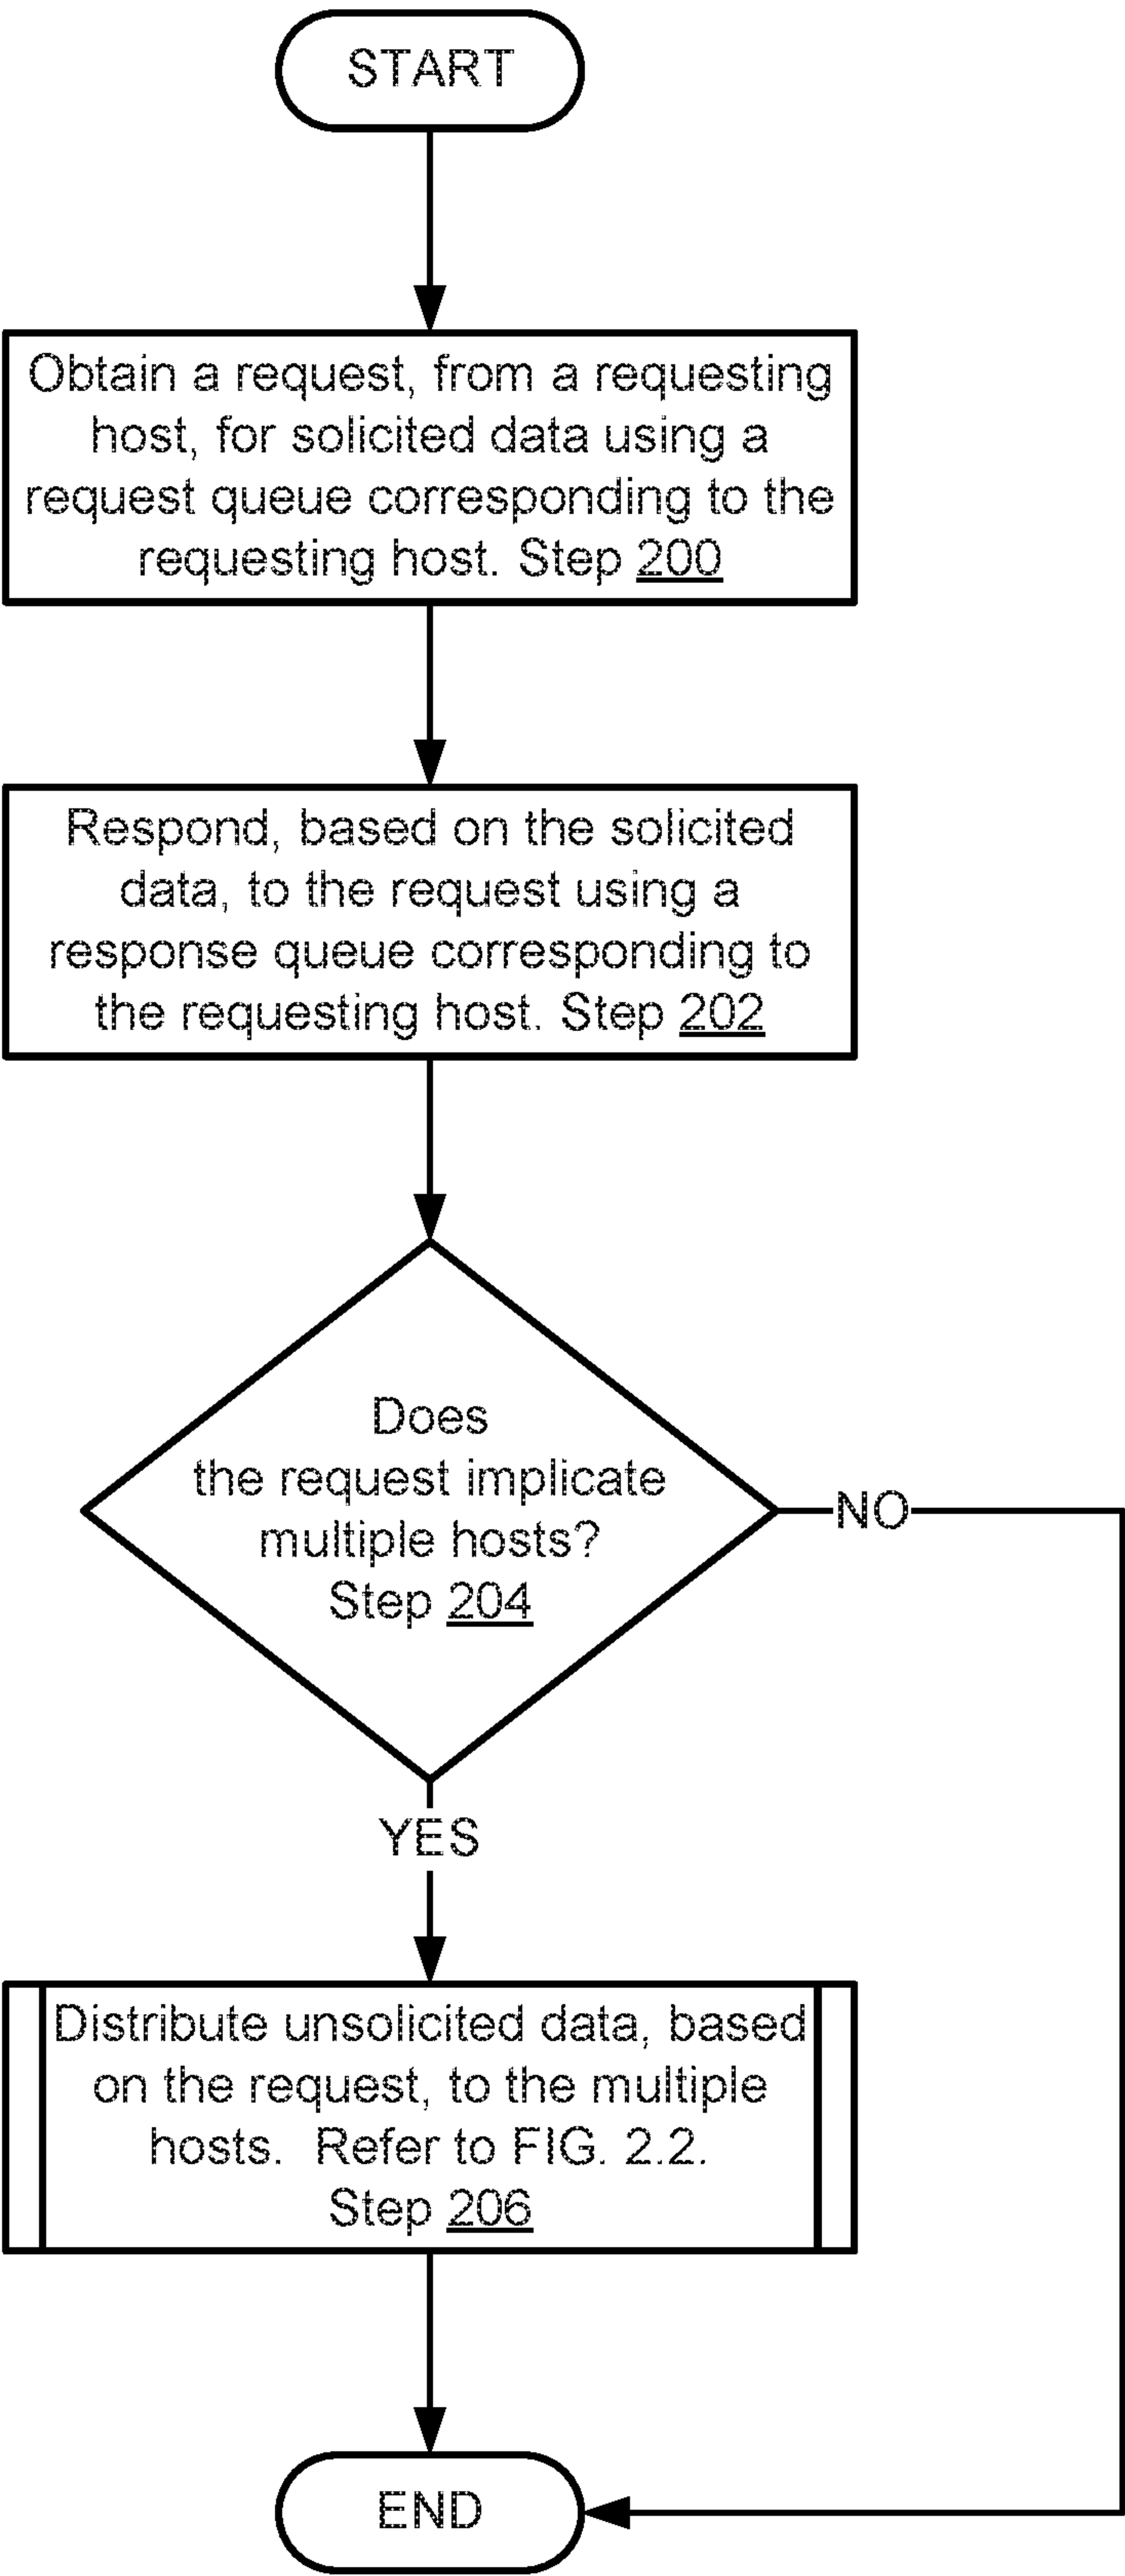 START
Obtain a request, from a requesting
host, for solicited data using a
request queue corresponding to the
requesting host. Step 200
Respond, based on the solicited
data, to the request using a
response queue corresponding to
the requesting host. Step 202
Does
the request implicate
multiple hosts?
Step 204
NO
YES
Distribute unsolicited data, based
on the request, to the multiple
hosts.  Refer to FIG. 2.2.
Step 206
END